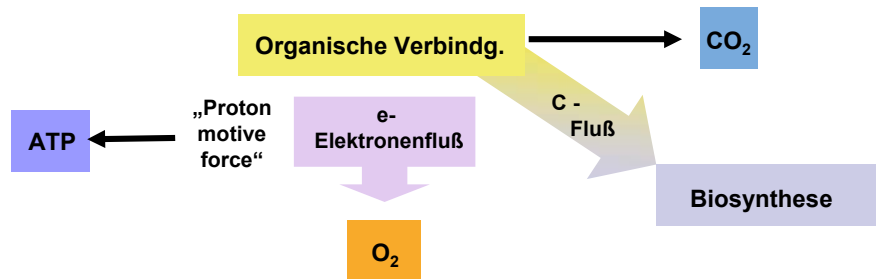 Organische Verbindg.
CO₂
C -
Fluß
„Proton
motive
force“
e-
Elektronenfluß
ATP
Biosynthese
O₂